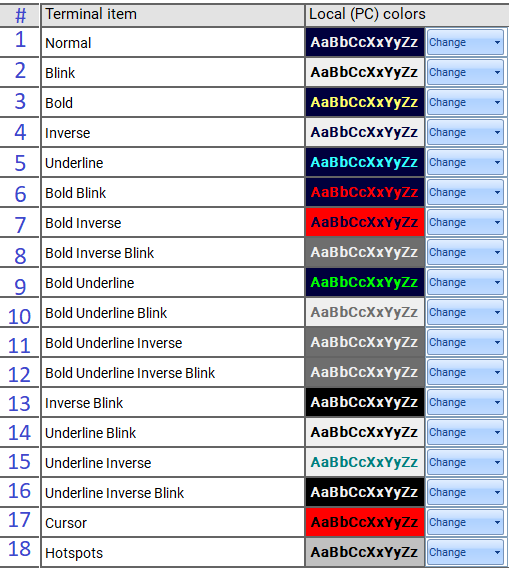 # Terminal item Local (PC) colors
1 Normal AaBbCcXxYyZz Change
2 Blink AaBbCcXxYyZz Change
3 Bold AaBbCcXxYyZz Change
4 Inverse AaBbCcXxYyZz Change
5 Underline AaBbCcXxYyZz Change
6 Bold Blink AaBbCcXxYyZz Change
7 Bold Inverse AaBbCcXxYyZz Change
8 Bold Inverse Blink AaBbCcXxYyZz Change
9 Bold Underline AaBbCcXxYyZz Change
10 Bold Underline Blink AaBbCcXxYyZz Change
11 Bold Underline Inverse AaBbCcXxYyZz Change
12 Bold Underline Inverse Blink AaBbCcXxYyZz Change
13 Inverse Blink AaBbCcXxYyZz Change
14 Underline Blink AaBbCcXxYyZz Change
15 Underline Inverse AaBbCcXxYyZz Change
16 Underline Inverse Blink AaBbCcXxYyZz Change
17 Cursor AaBbCcXxYyZz Change
18 Hotspots AaBbCcXxYyZz Change